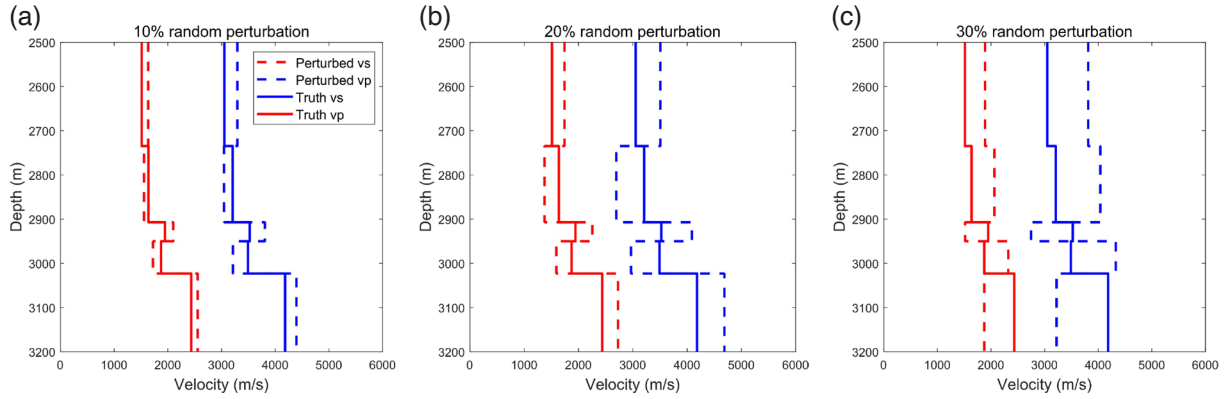 (a)
10% random perturbation
2500
2600
2700
2800
2900
3000
3100
3200
Depth (m)
Perturbed vs
Perturbed vp
Truth vs
Truth vp
0
1000
2000
3000
4000
5000
6000
Velocity (m/s)
(b)
20% random perturbation
2500
2600
2700
2800
2900
3000
3100
3200
Depth (m)
0
1000
2000
3000
4000
5000
6000
Velocity (m/s)
(c)
30% random perturbation
2500
2600
2700
2800
2900
3000
3100
3200
Depth (m)
0
1000
2000
3000
4000
5000
6000
Velocity (m/s)